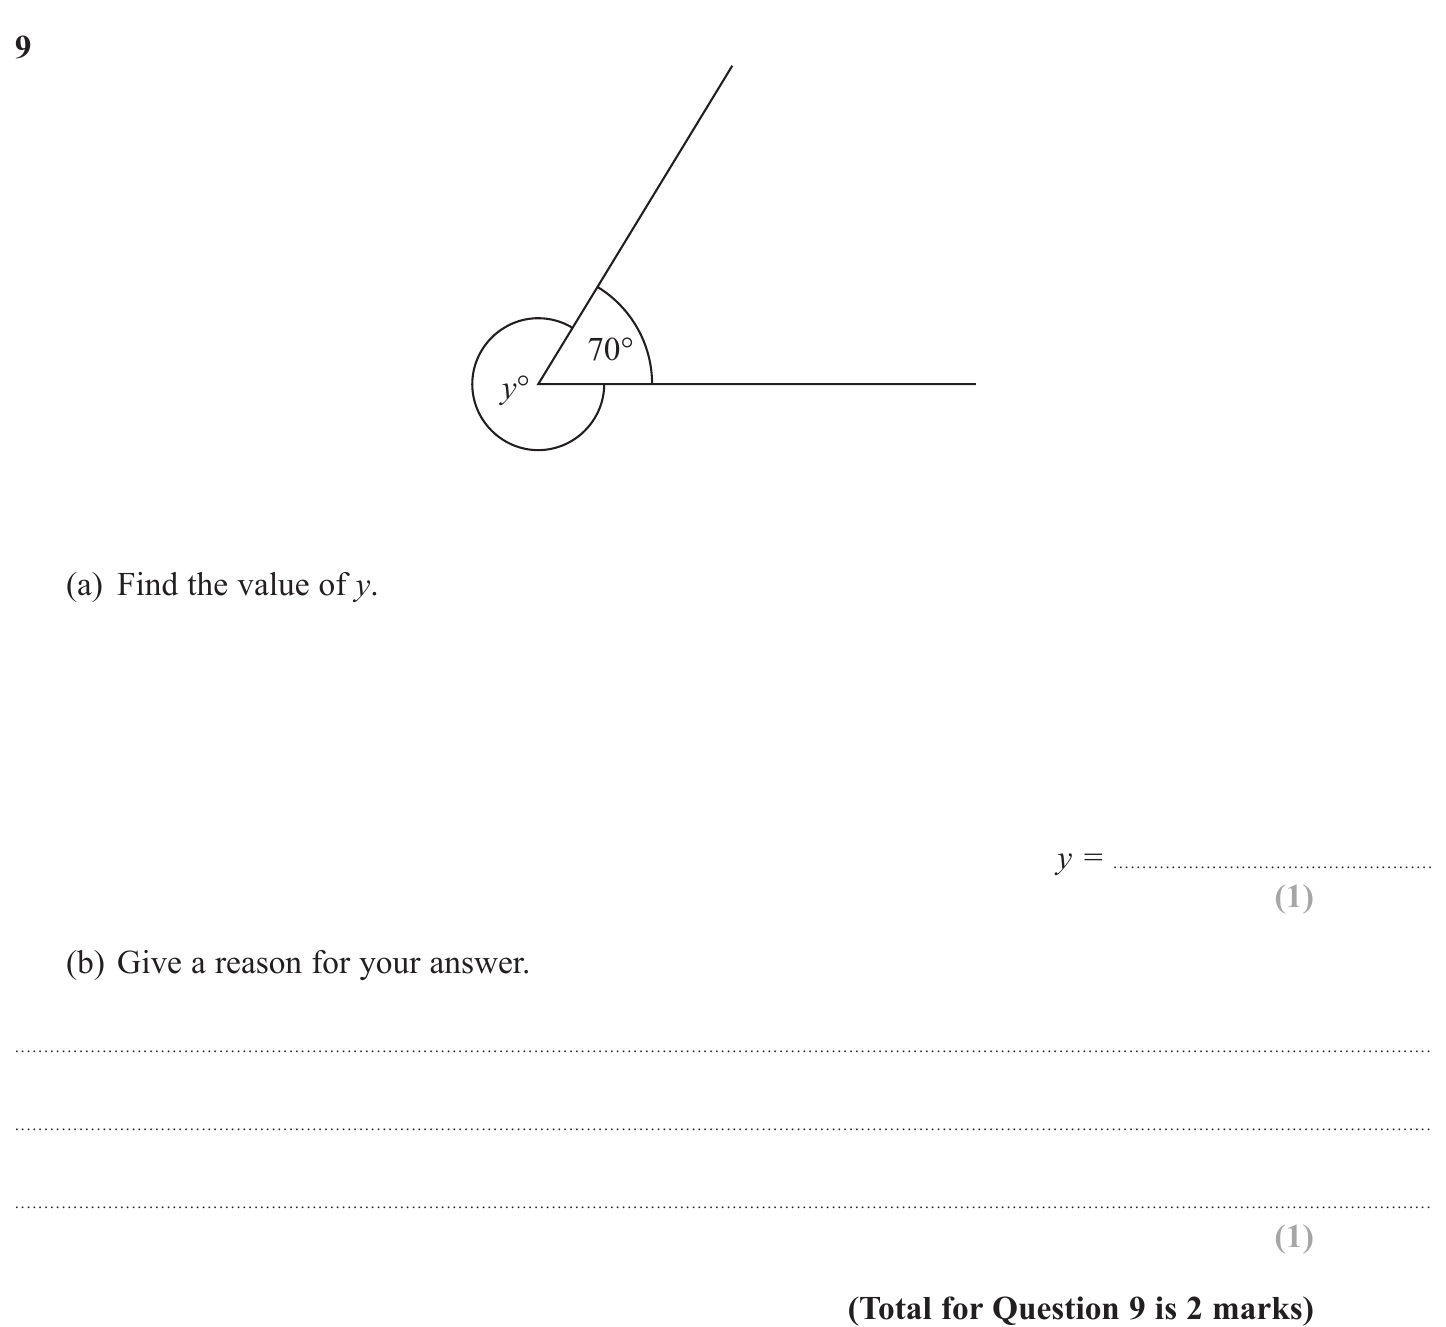 9
70°
y°
(a) Find the value of y.
y = ................................................
(1)
(b) Give a reason for your answer.
(1)
(Total for Question 9 is 2 marks)